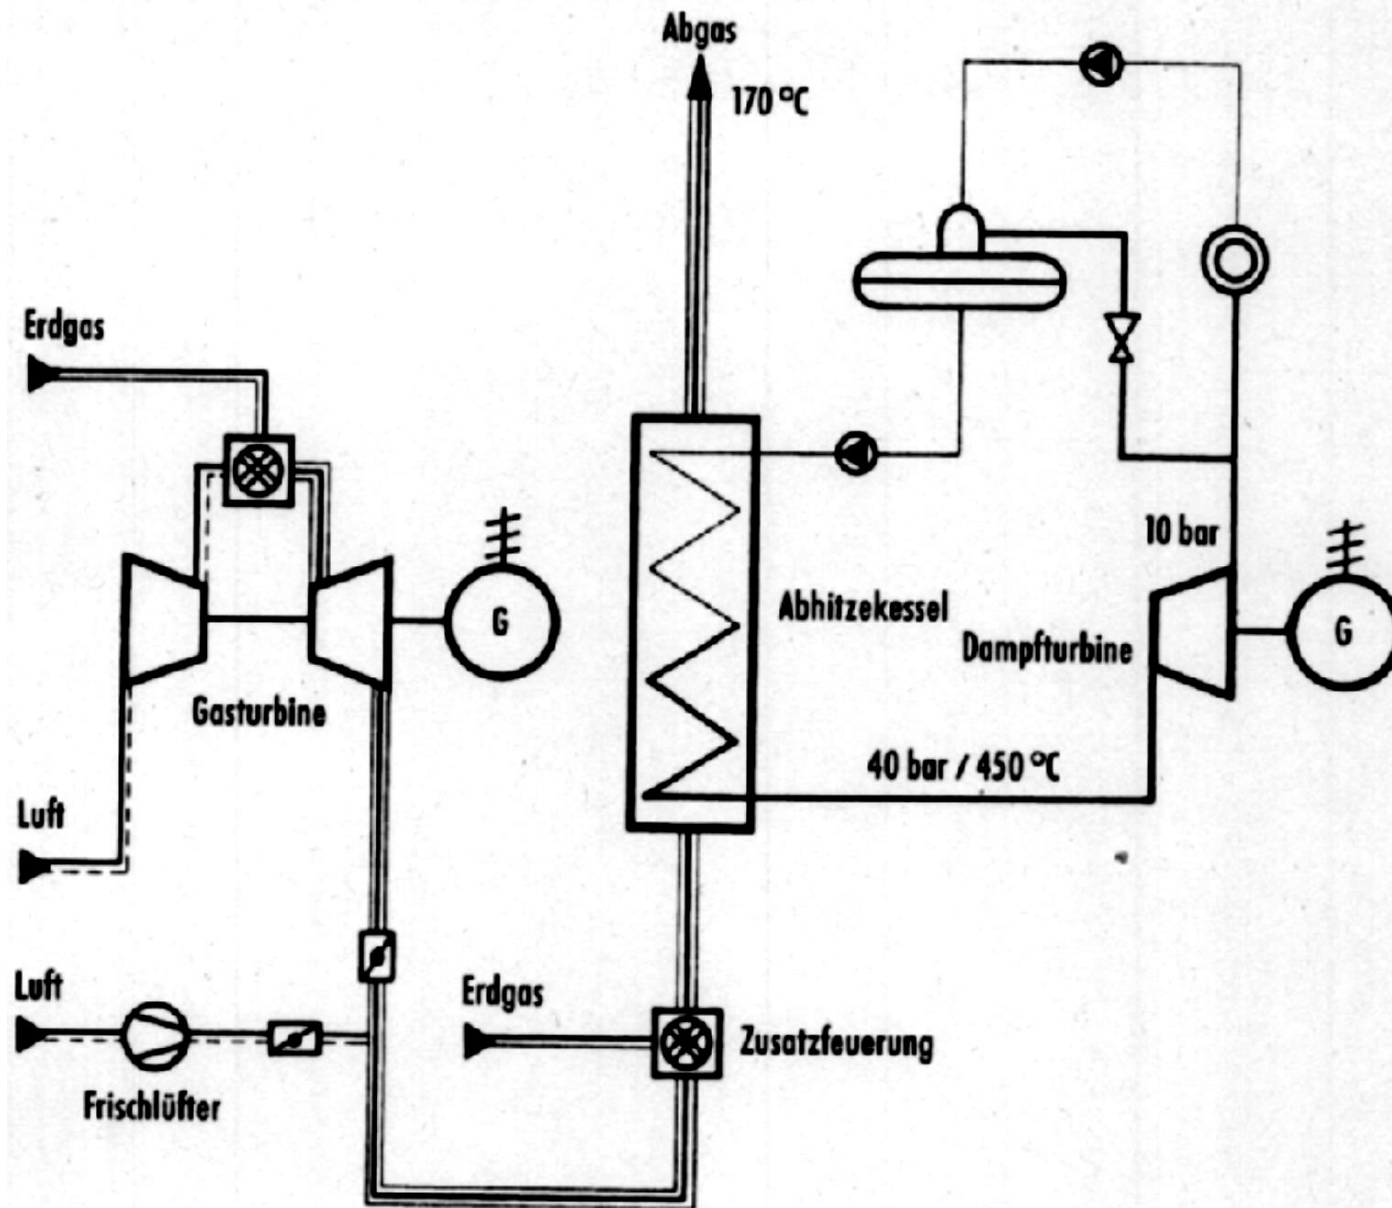 Abgas
170 °C
Erdgas
G
10 bar
Abhitzekessel
Dampfturbine
G
Gasturbine
40 bar / 450 °C
Luft
Luft
Erdgas
Zusatzfeuerung
Frischlüfter